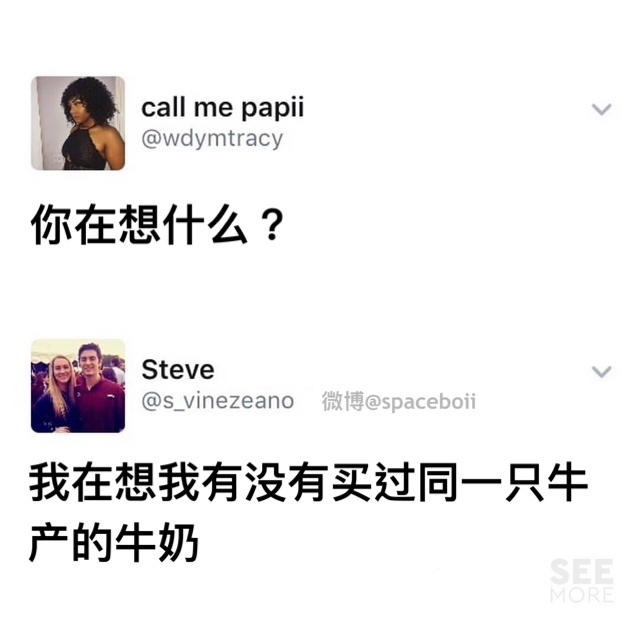 call me papii
@wdymtracy
你在想什么？
Steve
@s_vinezeano 微博@spaceboii
我在想我有没有买过同一只牛
产的牛奶
SEE
MORE